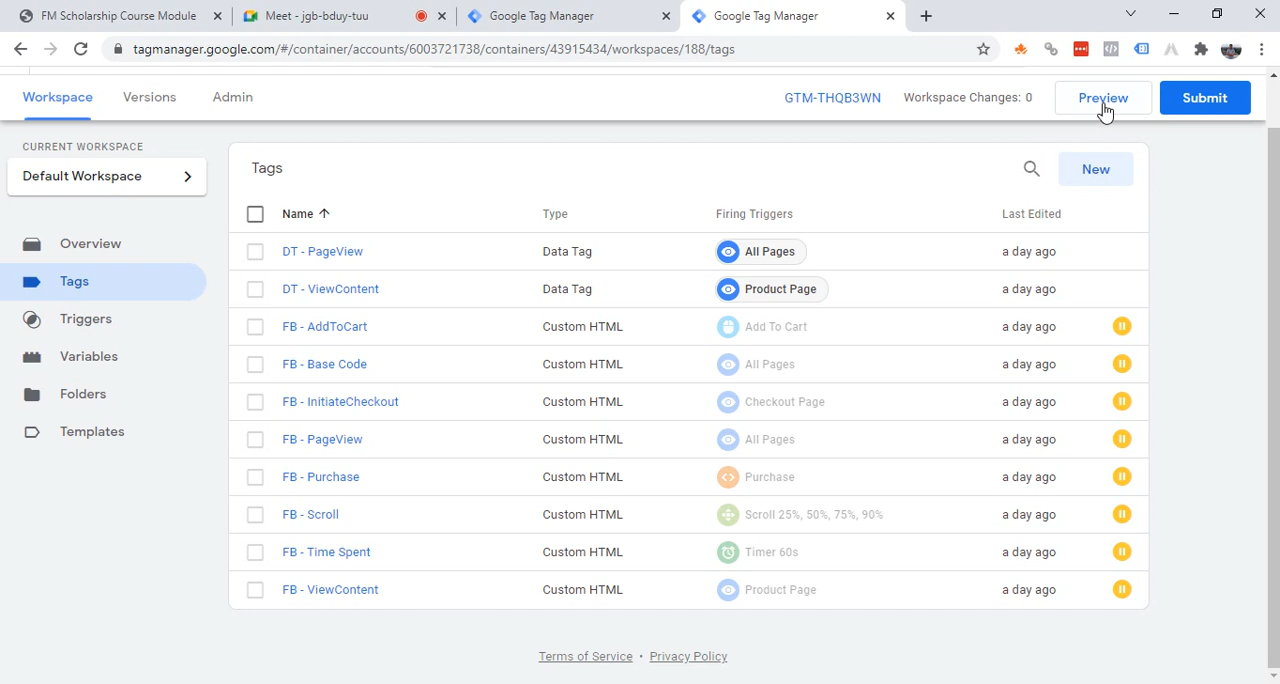 FM Scholarship Course Module
Meet - jgb-bduy-tuu
Google Tag Manager
Google Tag Manager
tagmanager.google.com/#/container/accounts/6003721738/containers/43915434/workspaces/188/tags
Workspace Versions Admin GTM-THQB3WN Workspace Changes: 0 Preview Submit
CURRENT WORKSPACE
Default Workspace
Overview
Tags
Triggers
Variables
Folders
Templates
Tags New
Name Type Firing Triggers Last Edited
DT - PageView Data Tag All Pages a day ago
DT - ViewContent Data Tag Product Page a day ago
FB - AddToCart Custom HTML Add To Cart a day ago
FB - Base Code Custom HTML All Pages a day ago
FB - InitiateCheckout Custom HTML Checkout Page a day ago
FB - PageView Custom HTML All Pages a day ago
FB - Purchase Custom HTML Purchase a day ago
FB - Scroll Custom HTML Scroll 25%, 50%, 75%, 90% a day ago
FB - Time Spent Custom HTML Timer 60s a day ago
FB - ViewContent Custom HTML Product Page a day ago
Terms of Service • Privacy Policy